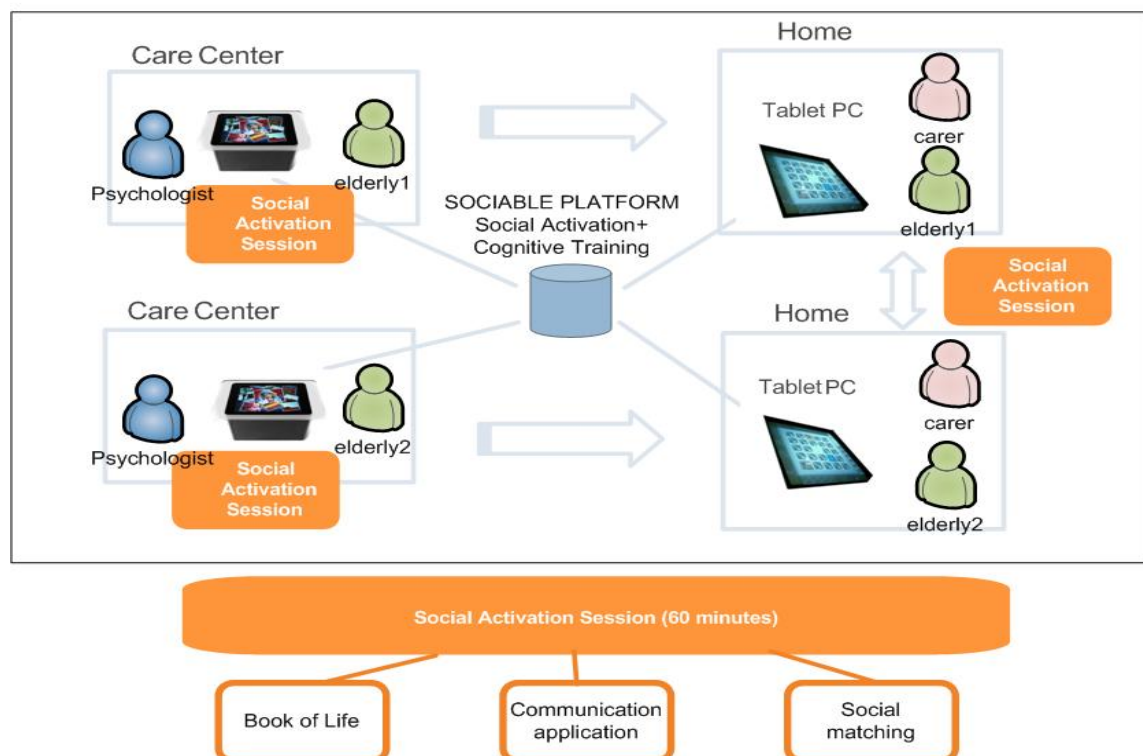 Care Center
Psychologist
elderly1
Social
Activation
Session
Home
Tablet PC
carer
elderly1
SOCIABLE PLATFORM
Social Activation+
Cognitive Training
Social
Activation
Session
Care Center
Psychologist
elderly2
Social
Activation
Session
Home
Tablet PC
carer
elderly2
Social Activation Session (60 minutes)
Book of Life
Communication
application
Social
matching